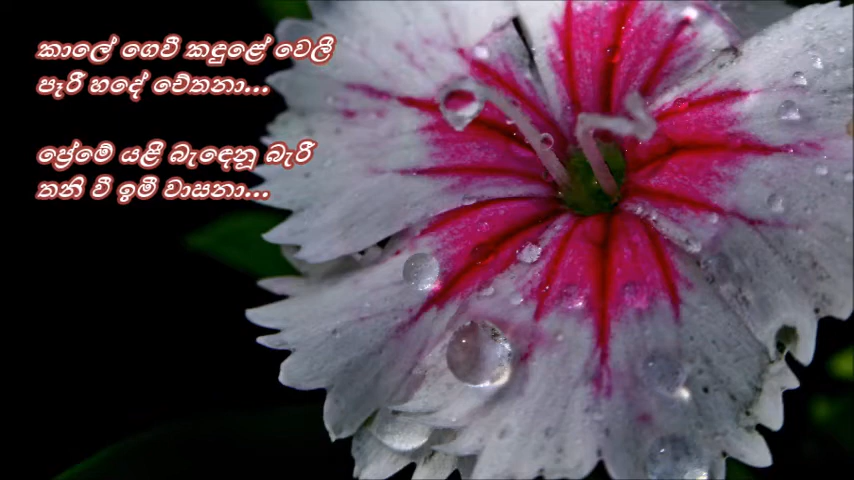 කාලේ ගෙවී කඳුළේ වෙලී
පෑරී හදේ චේතනා...
ප්‍රේමේ යළී බැඳෙනූ බැරී
තනි වී ඉමී වාසනා...